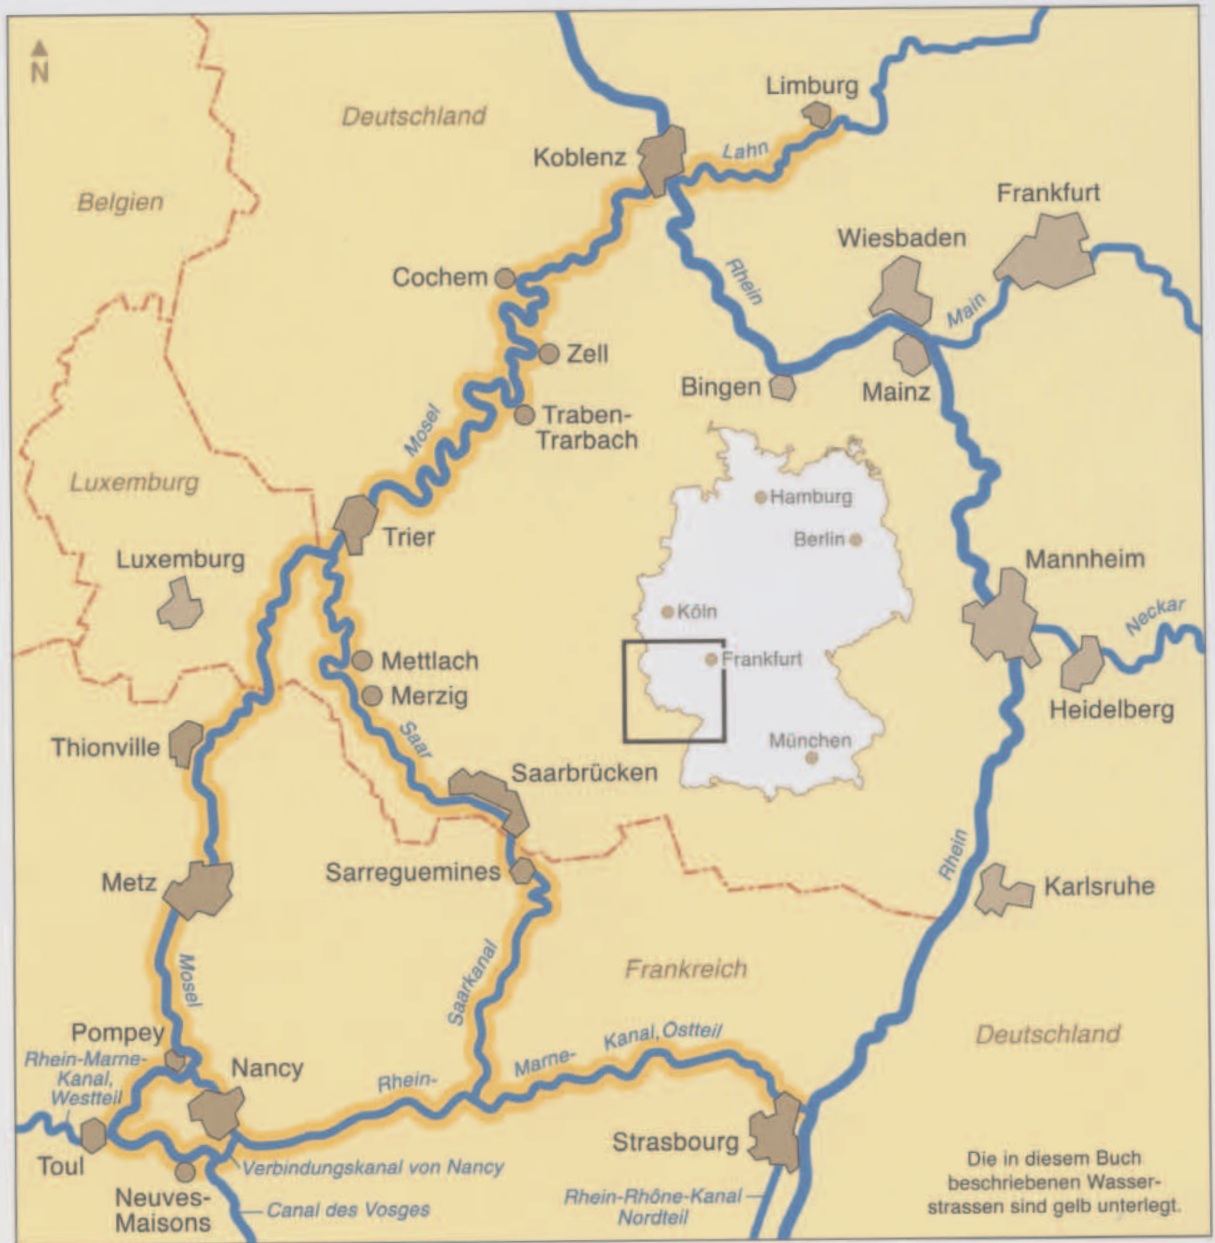 N
Deutschland
Limburg
Koblenz
Lahn
Belgien
Frankfurt
Wiesbaden
Cochem
Rhein
Main
Zell
Bingen
Mainz
Mosel
Traben-
Trarbach
Luxemburg
Hamburg
Trier
Berlin
Luxemburg
Mannheim
Köln
Neckar
Mettlach
Frankfurt
Merzig
Heidelberg
Thionville
Saar
München
Saarbrücken
Rhein
Metz
Sarreguemines
Karlsruhe
Saarkanal
Frankreich
Mosel
Deutschland
Pompey
Rhein-Marne-
Kanal,
Westteil
Nancy
Rhein-
Marne-
Kanal, Ostteil
Toul
Strasbourg
Verbindungskanal von Nancy
Neuves-
Maisons
Canal des Vosges
Rhein-Rhône-Kanal
Nordteil
Die in diesem Buch
beschriebenen Wasser-
strassen sind gelb unterlegt.